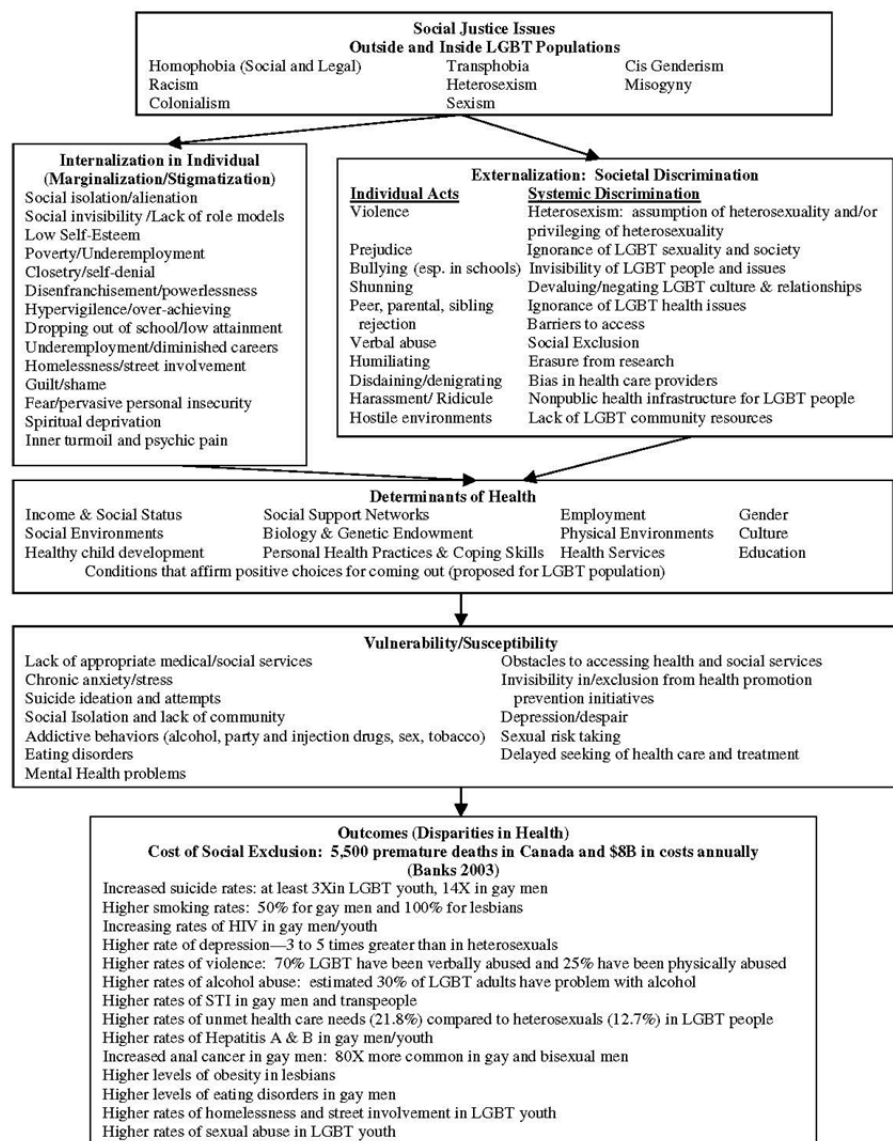 Social Justice Issues
Outside and Inside LGBT Populations
Homophobia (Social and Legal) Transphobia Cis Genderism
Racism Heterosexism Misogyny
Colonialism Sexism
Internalization in Individual
(Marginalization/Stigmatization)
Social isolation/alienation
Social invisibility /Lack of role models
Low Self-Esteem
Poverty/Underemployment
Closetry/self-denial
Disenfranchisement/powerlessness
Hypervigilence/over-achieving
Dropping out of school/low attainment
Underemployment/diminished careers
Homelessness/street involvement
Guilt/shame
Fear/pervasive personal insecurity
Spiritual deprivation
Inner turmoil and psychic pain
Externalization: Societal Discrimination
Individual Acts Systemic Discrimination
Violence Heterosexism: assumption of heterosexuality and/or
privileging of heterosexuality
Prejudice Ignorance of LGBT sexuality and society
Bullying (esp. in schools) Invisibility of LGBT people and issues
Shunning Devaluing/negating LGBT culture & relationships
Peer, parental, sibling Ignorance of LGBT health issues
rejection Barriers to access
Verbal abuse Social Exclusion
Humiliating Erasure from research
Disdaining/denigrating Bias in health care providers
Harassment/ Ridicule Nonpublic health infrastructure for LGBT people
Hostile environments Lack of LGBT community resources
Determinants of Health
Income & Social Status Social Support Networks Employment Gender
Social Environments Biology & Genetic Endowment Physical Environments Culture
Healthy child development Personal Health Practices & Coping Skills Health Services Education
Conditions that affirm positive choices for coming out (proposed for LGBT population)
Vulnerability/Susceptibility
Lack of appropriate medical/social services
Chronic anxiety/stress
Suicide ideation and attempts
Social Isolation and lack of community
Addictive behaviors (alcohol, party and injection drugs, sex, tobacco)
Eating disorders
Mental Health problems
Obstacles to accessing health and social services
Invisibility in/exclusion from health promotion
prevention initiatives
Depression/despair
Sexual risk taking
Delayed seeking of health care and treatment
Outcomes (Disparities in Health)
Cost of Social Exclusion: 5,500 premature deaths in Canada and $8B in costs annually
(Banks 2003)
Increased suicide rates: at least 3Xin LGBT youth, 14X in gay men
Higher smoking rates: 50% for gay men and 100% for lesbians
Increasing rates of HIV in gay men/youth
Higher rate of depression—3 to 5 times greater than in heterosexuals
Higher rates of violence: 70% LGBT have been verbally abused and 25% have been physically abused
Higher rates of alcohol abuse: estimated 30% of LGBT adults have problem with alcohol
Higher rates of STI in gay men and transpeople
Higher rates of unmet health care needs (21.8%) compared to heterosexuals (12.7%) in LGBT people
Higher rates of Hepatitis A & B in gay men/youth
Increased anal cancer in gay men: 80X more common in gay and bisexual men
Higher levels of obesity in lesbians
Higher levels of eating disorders in gay men
Higher rates of homelessness and street involvement in LGBT youth
Higher rates of sexual abuse in LGBT youth